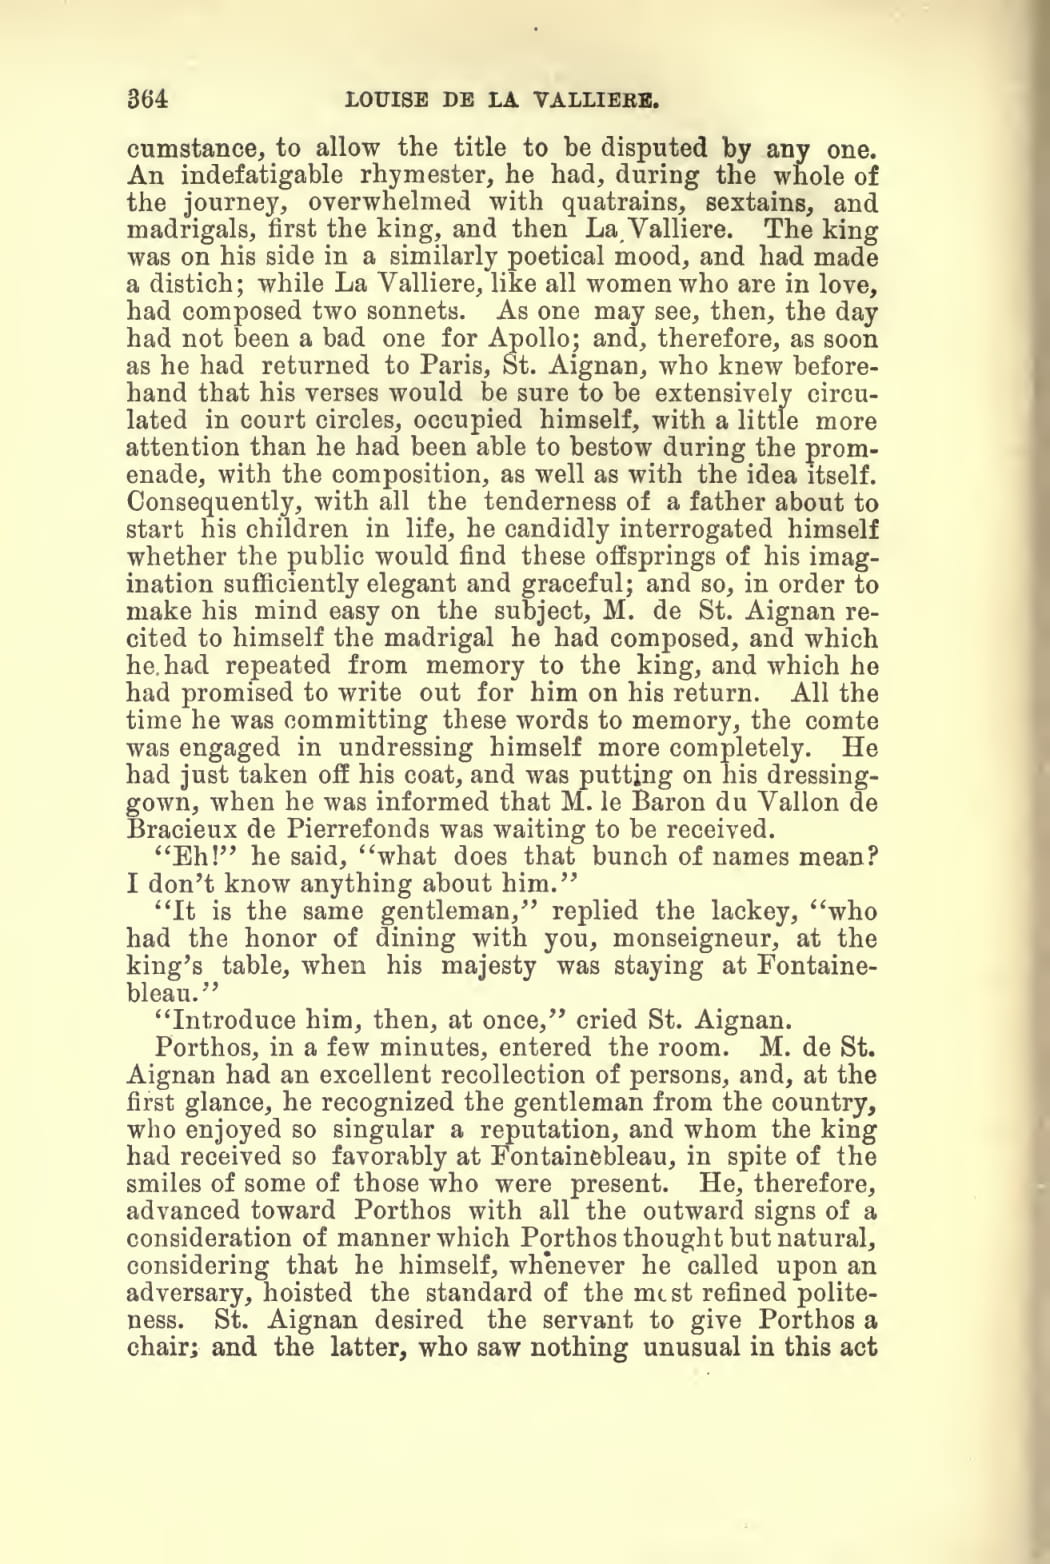 364 LOUISE DE LA VALLIERE.
cumstance, to allow the title to be disputed by any one.
An indefatigable rhymester, he had, during the whole of
the journey, overwhelmed with quatrains, sextains, and
madrigals, first the king, and then La Valliere. The king
was on his side in a similarly poetical mood, and had made
a distich; while La Valliere, like all women who are in love,
had composed two sonnets. As one may see, then, the day
had not been a bad one for Apollo; and, therefore, as soon
as he had returned to Paris, St. Aignan, who knew before-
hand that his verses would be sure to be extensively circu-
lated in court circles, occupied himself, with a little more
attention than he had been able to bestow during the prom-
enade, with the composition, as well as with the idea itself.
Consequently, with all the tenderness of a father about to
start his children in life, he candidly interrogated himself
whether the public would find these offsprings of his imag-
ination sufficiently elegant and graceful; and so, in order to
make his mind easy on the subject, M. de St. Aignan re-
cited to himself the madrigal he had composed, and which
he had repeated from memory to the king, and which he
had promised to write out for him on his return. All the
time he was committing these words to memory, the comte
was engaged in undressing himself more completely. He
had just taken off his coat, and was putting on his dressing-
gown, when he was informed that M. le Baron du Vallon de
Bracieux de Pierrefonds was waiting to be received.
"Eh!" he said, "what does that bunch of names mean?
I don't know anything about him."
"It is the same gentleman," replied the lackey, "who
had the honor of dining with you, monseigneur, at the
king's table, when his majesty was staying at Fontaine-
bleau."
"Introduce him, then, at once," cried St. Aignan.
Porthos, in a few minutes, entered the room. M. de St.
Aignan had an excellent recollection of persons, and, at the
first glance, he recognized the gentleman from the country,
who enjoyed so singular a reputation, and whom the king
had received so favorably at Fontainebleau, in spite of the
smiles of some of those who were present. He, therefore,
advanced toward Porthos with all the outward signs of a
consideration of manner which Porthos thought but natural,
considering that he himself, whenever he called upon an
adversary, hoisted the standard of the most refined polite-
ness. St. Aignan desired the servant to give Porthos a
chair; and the latter, who saw nothing unusual in this act